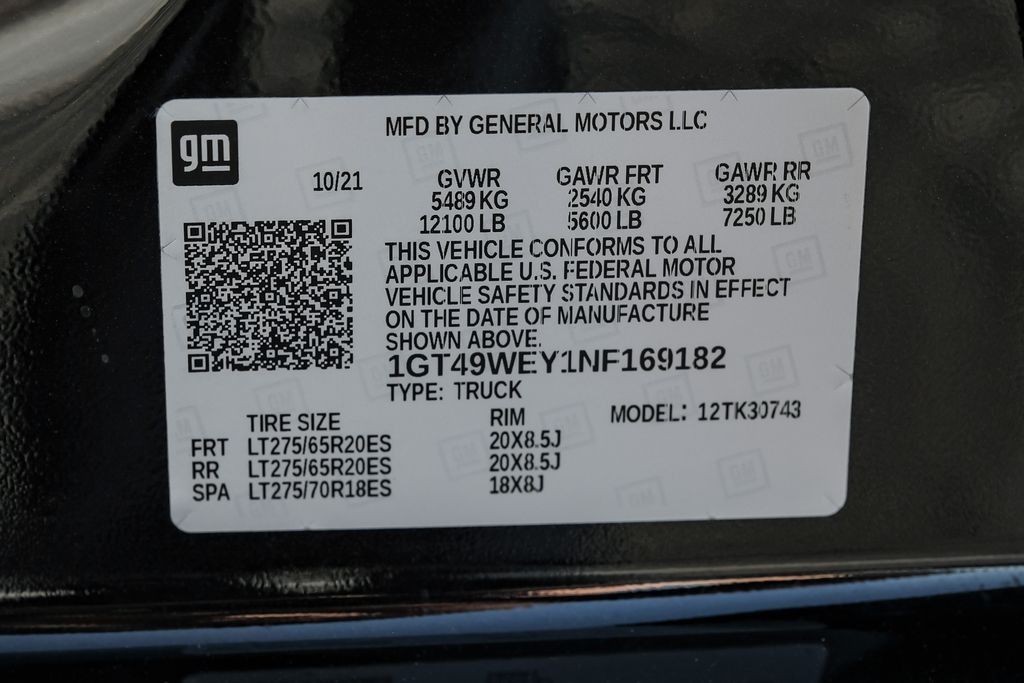 gm
MFD BY GENERAL MOTORS LLC
10/21
GVWR GAWR FRT GAWR RR
5489 KG 2540 KG 3289 KG
12100 LB 5600 LB 7250 LB
THIS VEHICLE CONFORMS TO ALL
APPLICABLE U.S. FEDERAL MOTOR
VEHICLE SAFETY STANDARDS IN EFFECT
ON THE DATE OF MANUFACTURE
SHOWN ABOVE.
1GT49WEY1NF169182
TYPE: TRUCK
TIRE SIZE RIM MODEL: 12TK30743
FRT LT275/65R20ES 20X8.5J
RR LT275/65R20ES 20X8.5J
SPA LT275/70R18ES 18X8J